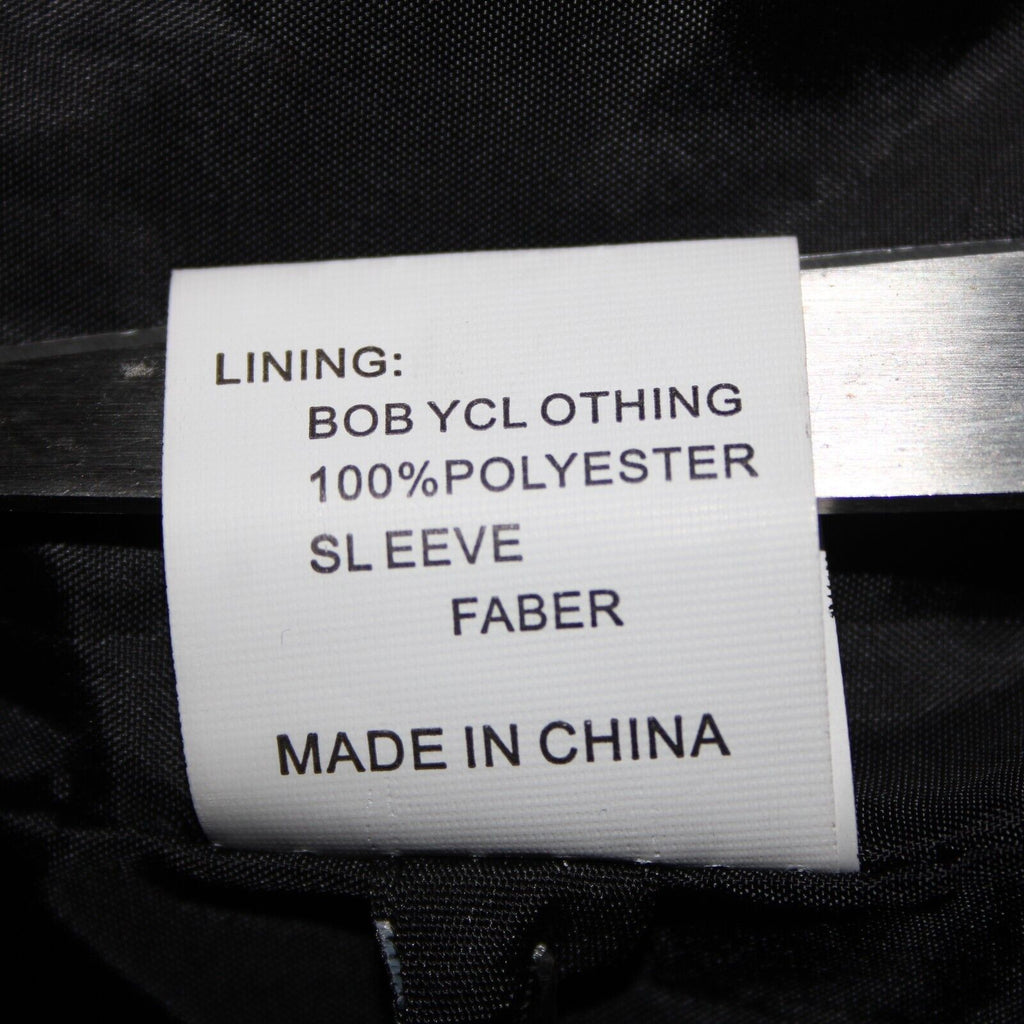 LINING:
BOB YCL OTHING
100%POLYESTER
SL EEVE
FABER
MADE IN CHINA